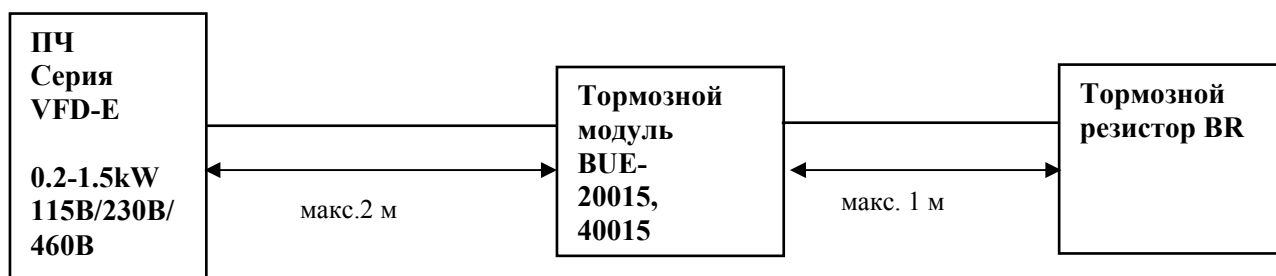 ПЧ
Серия
VFD-E
0.2-1.5kW
115В/230В/
460В
макс.2 м
Тормозной
модуль
BUE-
20015,
40015
макс. 1 м
Тормозной
резистор BR